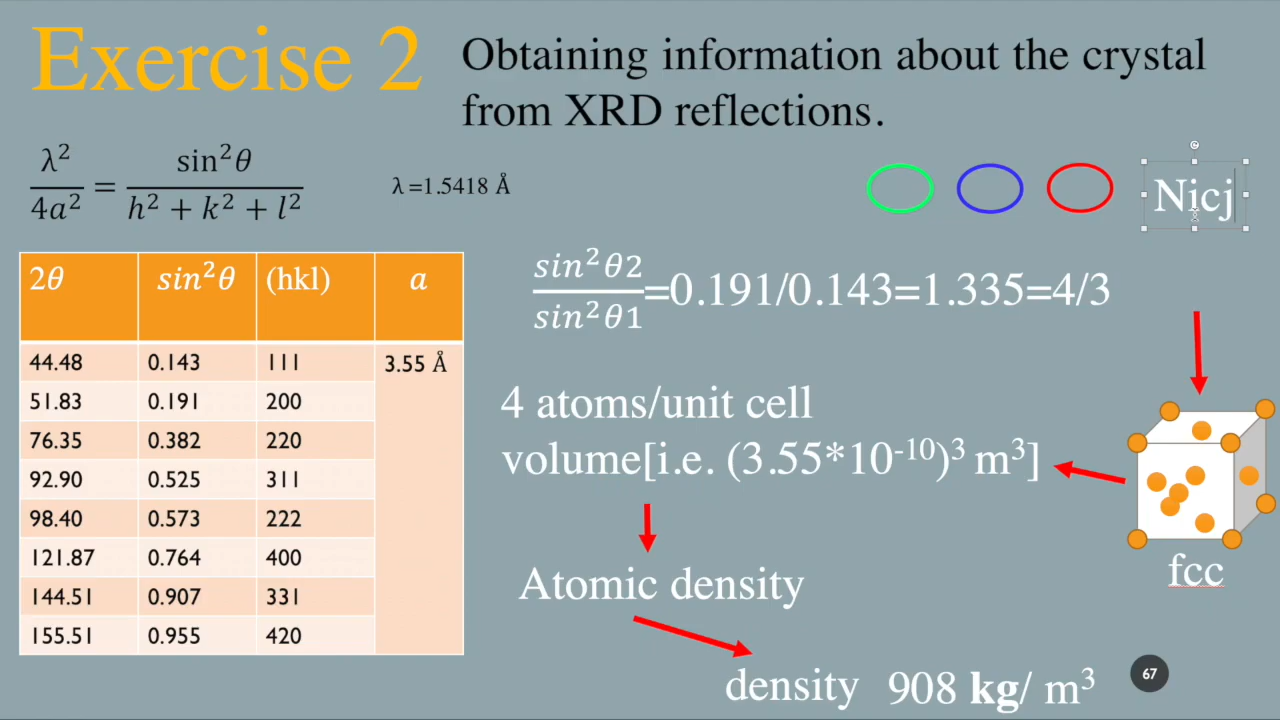 Exercise 2
Obtaining information about the crystal
from XRD reflections.
λ²/4a² = sin²θ/h² + k² + l²
λ =1.5418 Å
Nicj
2θ sin²θ (hkl) a
44.48 0.143 111 3.55 Å
51.83 0.191 200
76.35 0.382 220
92.90 0.525 311
98.40 0.573 222
121.87 0.764 400
144.51 0.907 331
155.51 0.955 420
sin²θ2/sin²θ1=0.191/0.143=1.335=4/3
4 atoms/unit cell
volume[i.e. (3.55*10⁻¹⁰)³ m³]
fcc
Atomic density
density 908 kg/ m³
67